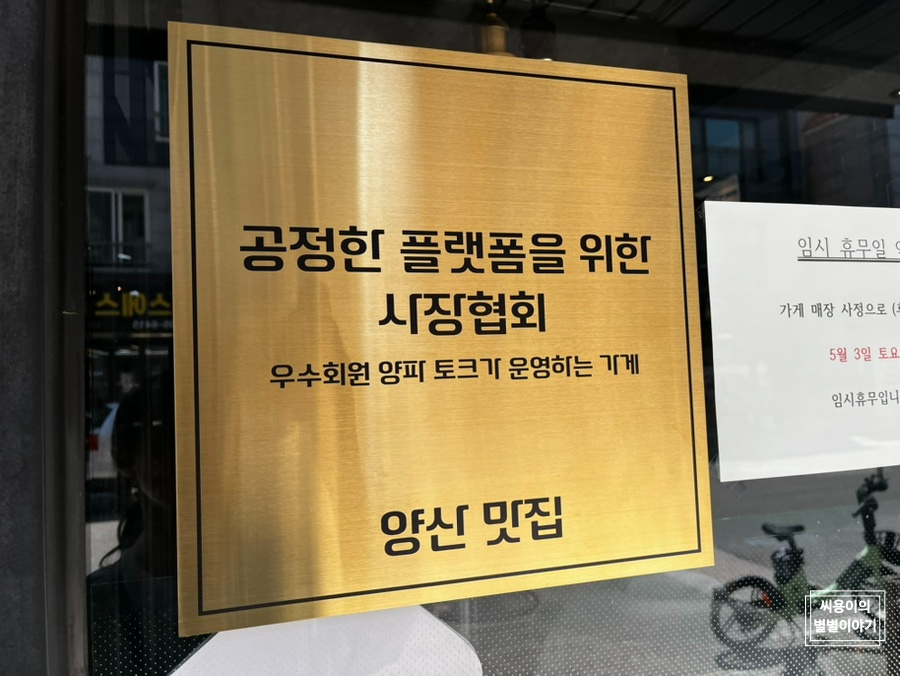 공정한 플랫폼을 위한
사장협회
우수회원 양파 토크가 운영하는 가게
양산 맛집
임시 휴무일
가게 매장 사정으로
5월 3일 토요
임시휴무입니
씨용이의
별별이야기